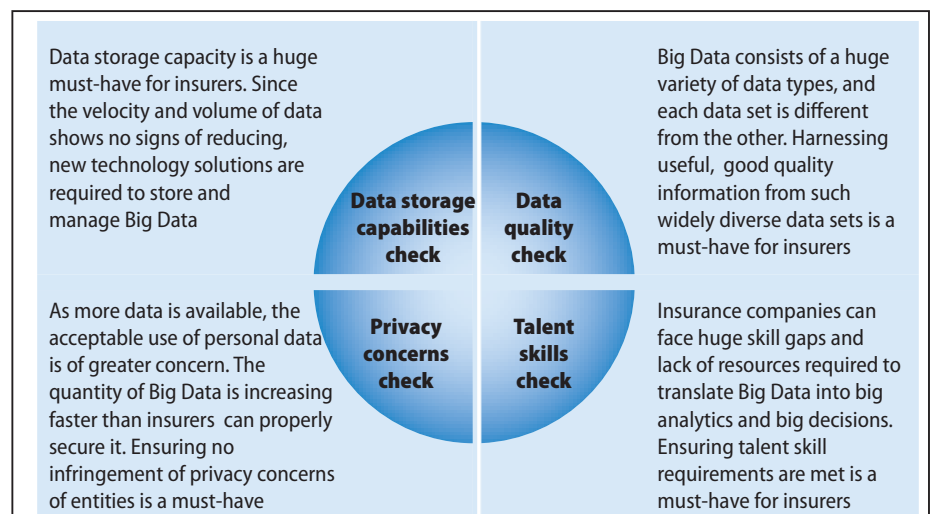 Data storage capacity is a huge
must-have for insurers. Since
the velocity and volume of data
shows no signs of reducing,
new technology solutions are
required to store and
manage Big Data
Big Data consists of a huge
variety of data types, and
each data set is different
from the other. Harnessing
useful, good quality
information from such
widely diverse data sets is a
must-have for insurers
Data storage
capabilities
check
Data
quality
check
Privacy
concerns
check
Talent
skills
check
As more data is available, the
acceptable use of personal data
is of greater concern. The
quantity of Big Data is increasing
faster than insurers can properly
secure it. Ensuring no
infringement of privacy concerns
of entities is a must-have
Insurance companies can
face huge skill gaps and
lack of resources required to
translate Big Data into big
analytics and big decisions.
Ensuring talent skill
requirements are met is a
must-have for insurers